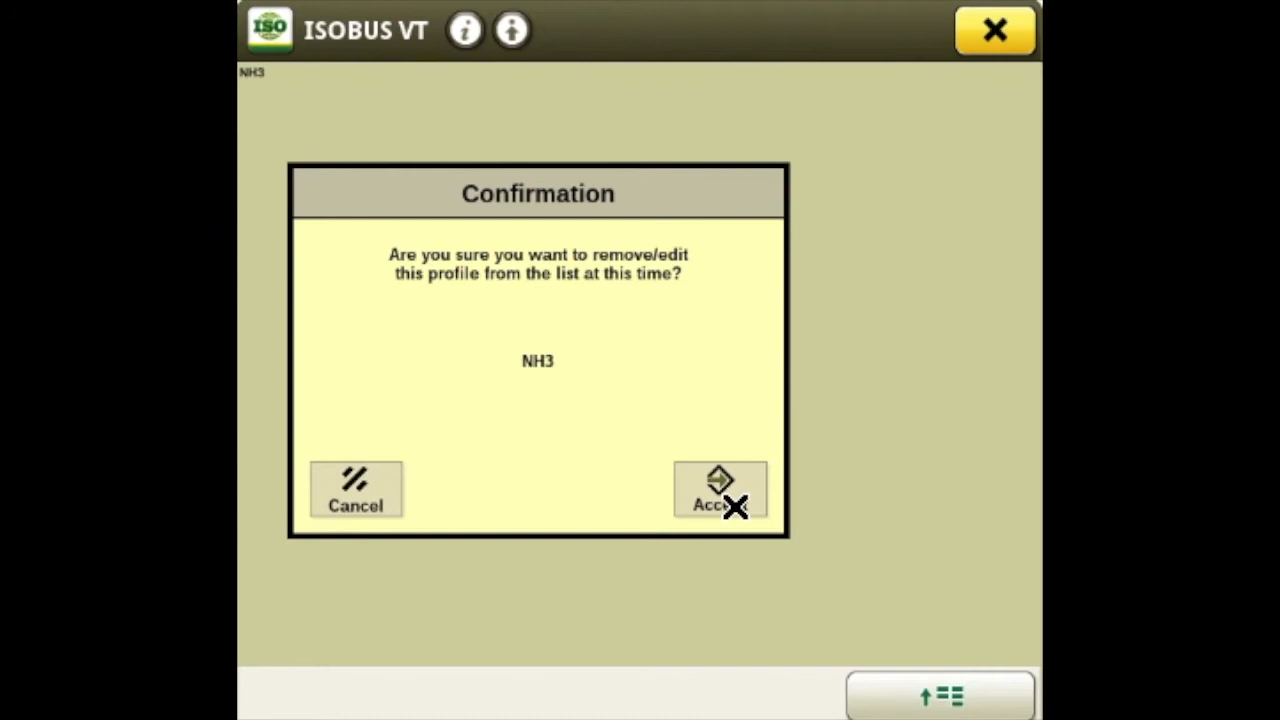 ISO
ISOBUS VT
NH3
Confirmation
Are you sure you want to remove/edit
this profile from the list at this time?
NH3
Cancel